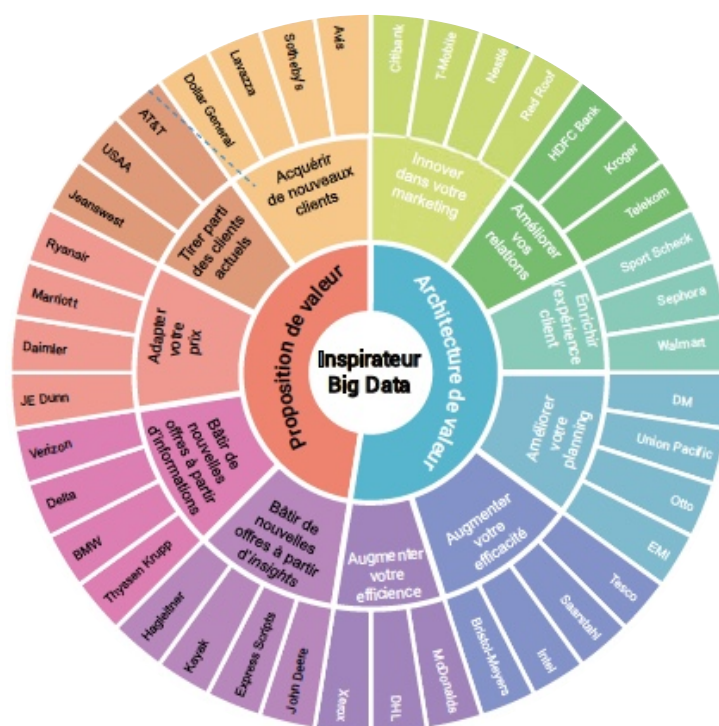 Inspirateur
Big Data
Architecture de valeur
Proposition de valeur
Innover
dans votre
marketing
Citibank
T-Mobile
Nestlé
Red Roof
Améliorer
vos
relations
HDFC Bank
Kroger
Telekom
Enrichir
l'expérience
client
Sport Scheck
Sephora
Walmart
Améliorer
votre
planning
DM
Union Pacific
Otto
EMI
Augmenter
votre
efficacité
Tesco
Saarstahl
Intel
Bristol-Meyers
Augmenter
votre
efficience
McDonalds
DHL
Xerox
Bâtir de
nouvelles
offres à partir
d'insights
John Deere
Express Scripts
Kayak
Hagleitner
Bâtir de
nouvelles
offres à partir
d'informations
Thyssen Krupp
BMW
Delta
Verizon
Adapter
votre
prix
JE Dunn
Daimler
Marriott
Ryanair
Tirer parti
des clients
actuels
Jeanswest
USAA
AT&T
Acquérir
de nouveaux
clients
Dollar General
Lavazza
Sotheby's
Avis